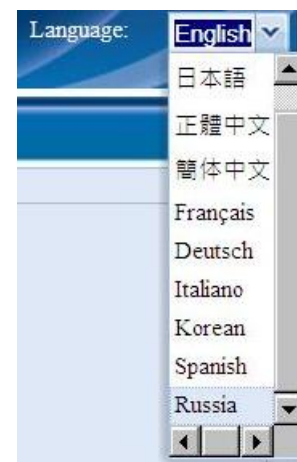 Language: English
日本語
正體中文
簡体中文
Français
Deutsch
Italiano
Korean
Spanish
Russia